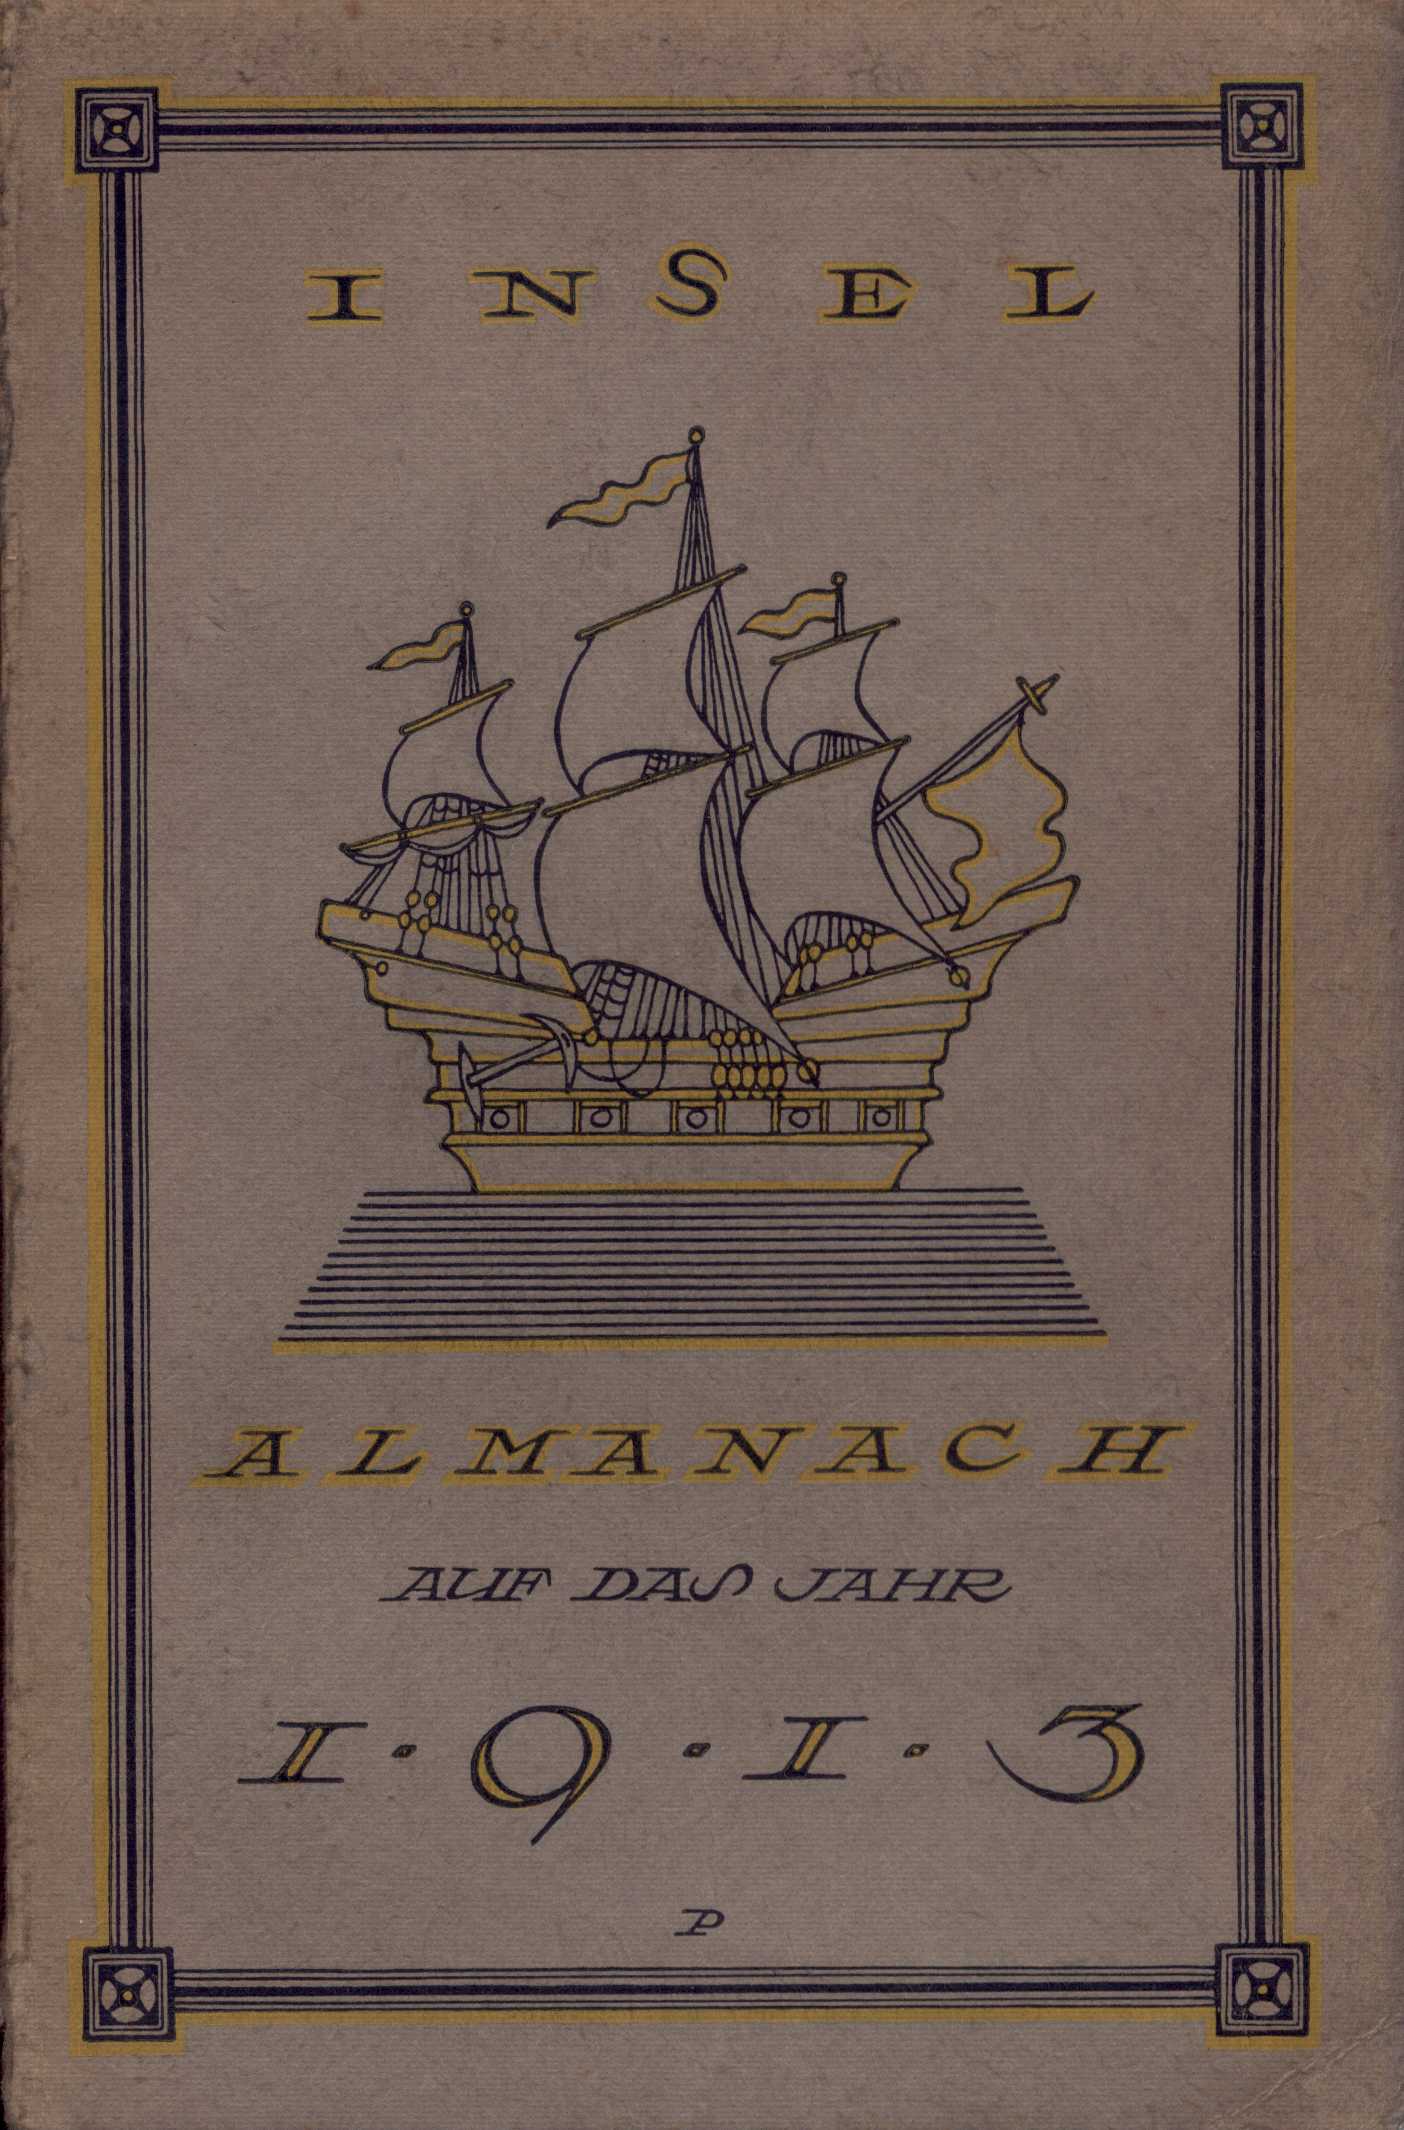 INSEL
ALMANACH
AUF DAS JAHR
1·9·1·3
P